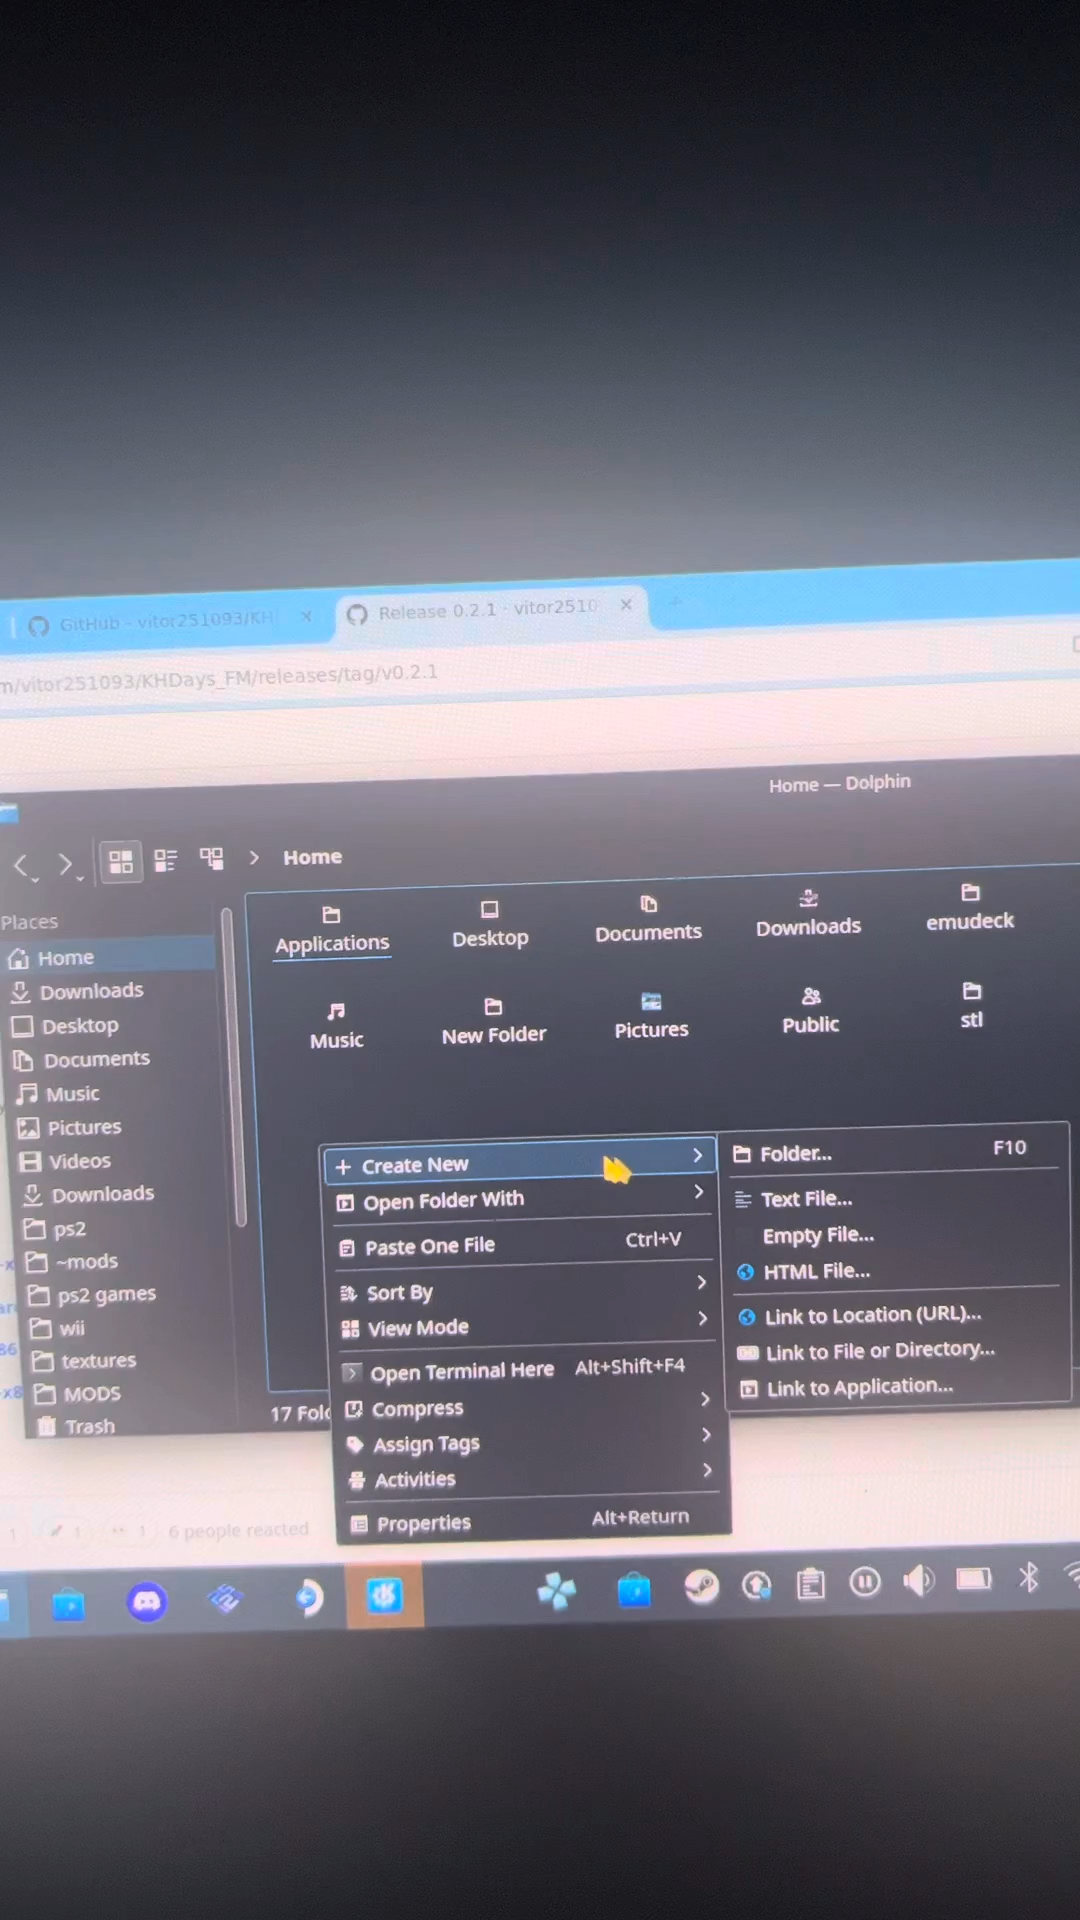 GitHub - vitor251093/KH
Release 0.2.1 · vitor2510
m/vitor251093/KHDays_FM/releases/tag/v0.2.1
Home — Dolphin
Home
Places
Home
Downloads
Desktop
Documents
Music
Pictures
Videos
Downloads
ps2
~mods
ps2 games
wii
textures
MODS
Trash
Applications
Desktop
Documents
Downloads
emudeck
Music
New Folder
Pictures
Public
stl
17 Fol
Create New
Open Folder With
Paste One File Ctrl+V
Sort By
View Mode
Open Terminal Here Alt+Shift+F4
Compress
Assign Tags
Activities
Properties Alt+Return
Folder... F10
Text File...
Empty File...
HTML File...
Link to Location (URL)...
Link to File or Directory...
Link to Application...
86
-x8
1 1 1 6 people reacted